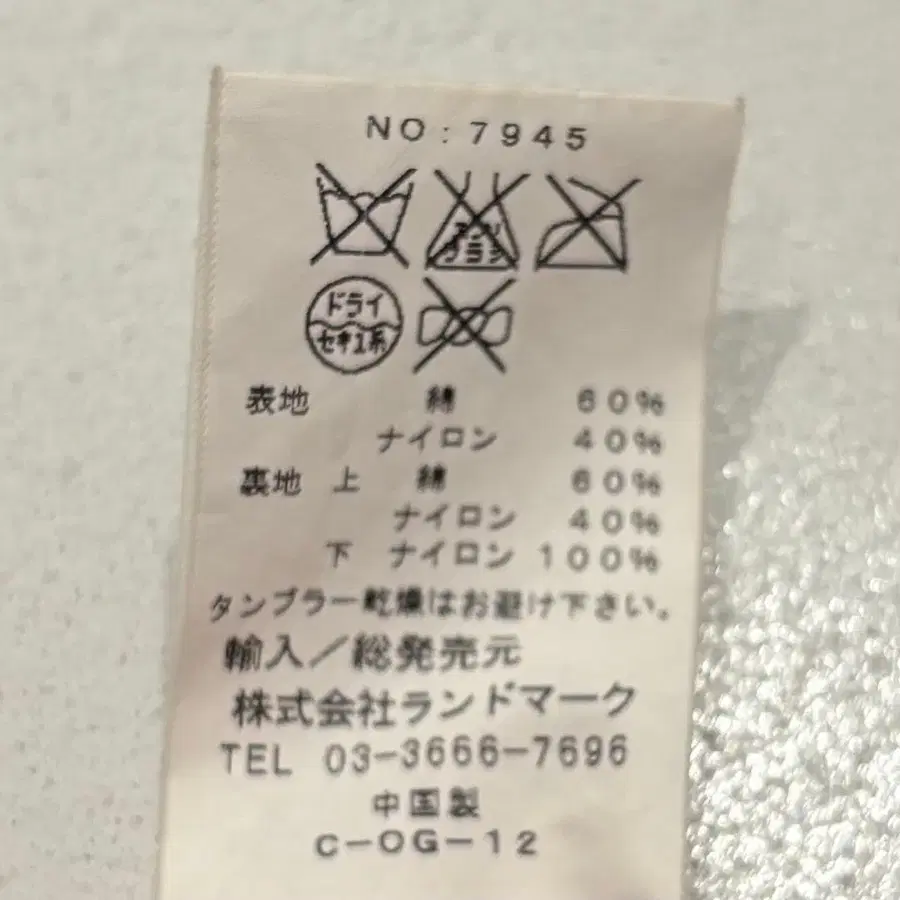 NO:7945
エンソ
ブラシ
ドライ
セキユ系
表地 綿 60%
ナイロン 40%
裏地 上 綿 60%
ナイロン 40%
下 ナイロン 100%
タンブラー乾燥はお避け下さい。
輸入/総発売元
株式会社ランドマーク
TEL 03-3666-7696
中国製
C-OG-12